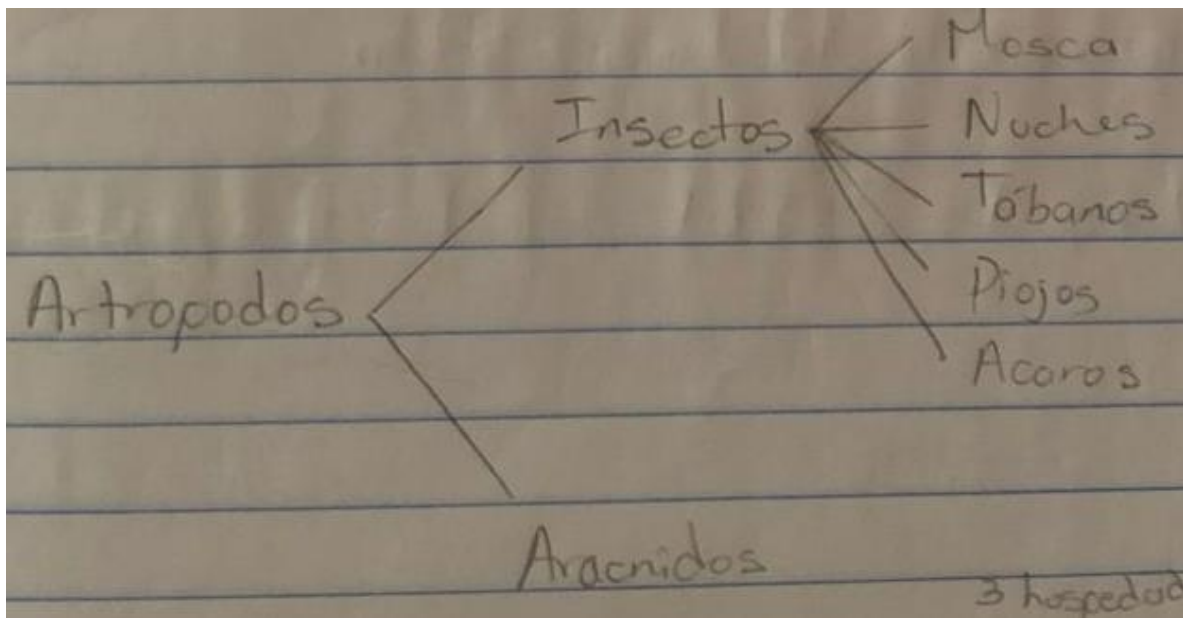 Mosca
Insectos
Nuches
Tábanos
Artropodos
Piojos
Acaros
Aracnidos
3 hospedad